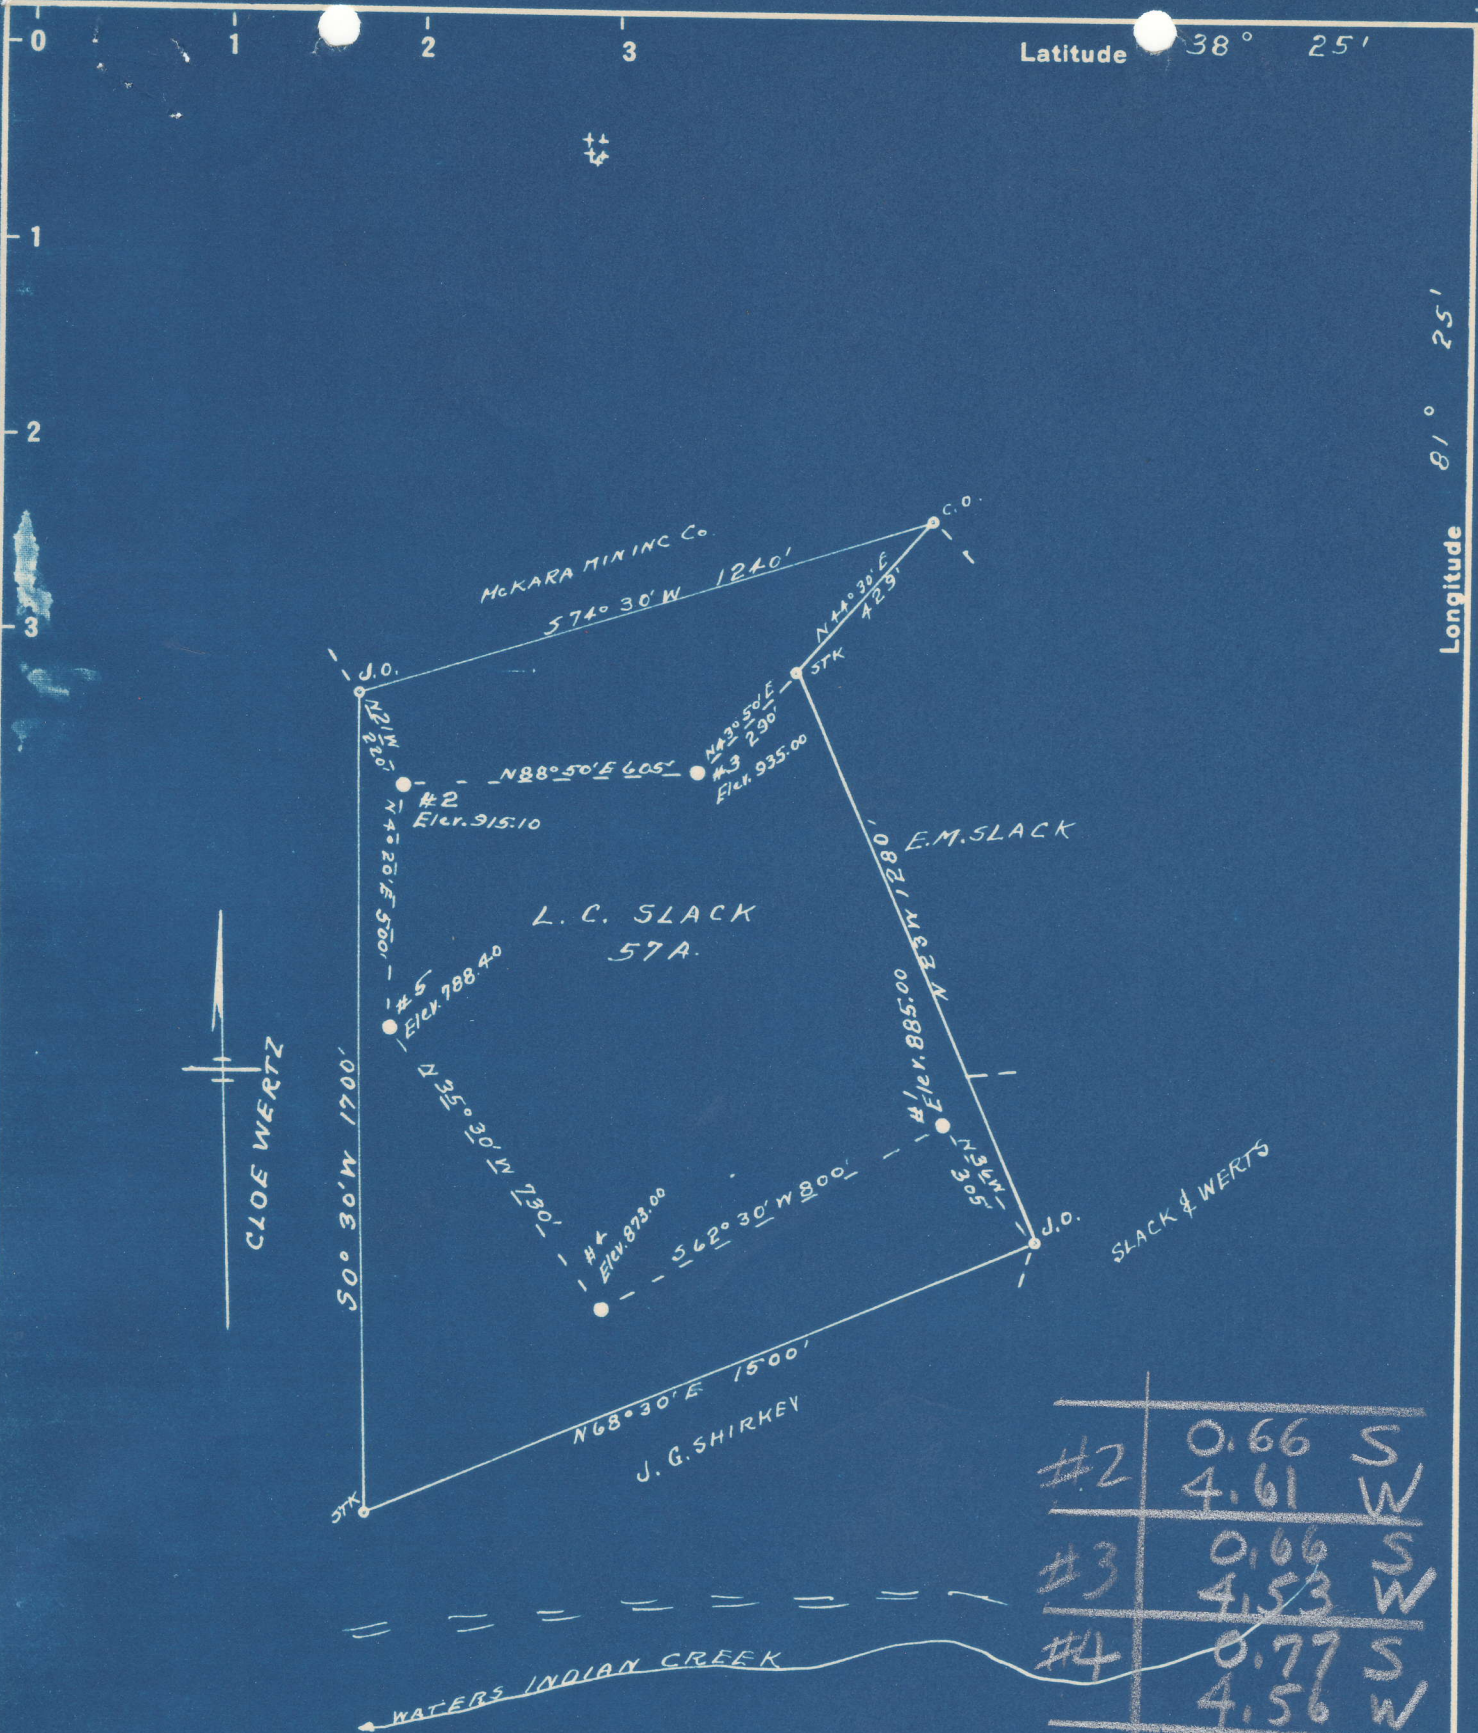 0 1 2 3
Latitude 38° 25'
1
2
3
Longitude 81° 25'
C.O.
McKARA MINING Co.
S74° 30' W 1240'
N44° 30' E
429'
STK
J.O.
N21W
220'
N43° 50' E
290'
#3
Elev. 935.00
N88° 50' E 605'
#2
Elev. 915.10
N4° 20' E 500'
E.M. SLACK
N 23 W 1280'
L. C. SLACK
57 A.
#5
Elev. 788.40
#1
Elev. 885.00
CLOE WERTZ
S0° 30' W 1700'
N 35° 30' W 730'
N36W
305'
#4
Elev. 873.00
S62° 30' W 800'
J.O.
SLACK & WERTS
N68° 30' E 1500'
J. G. SHIRKEY
STK
WATERS INDIAN CREEK
#2 0.66 S
4.61 W
#3 0.66 S
4.53 W
#4 0.77 S
4.56 W